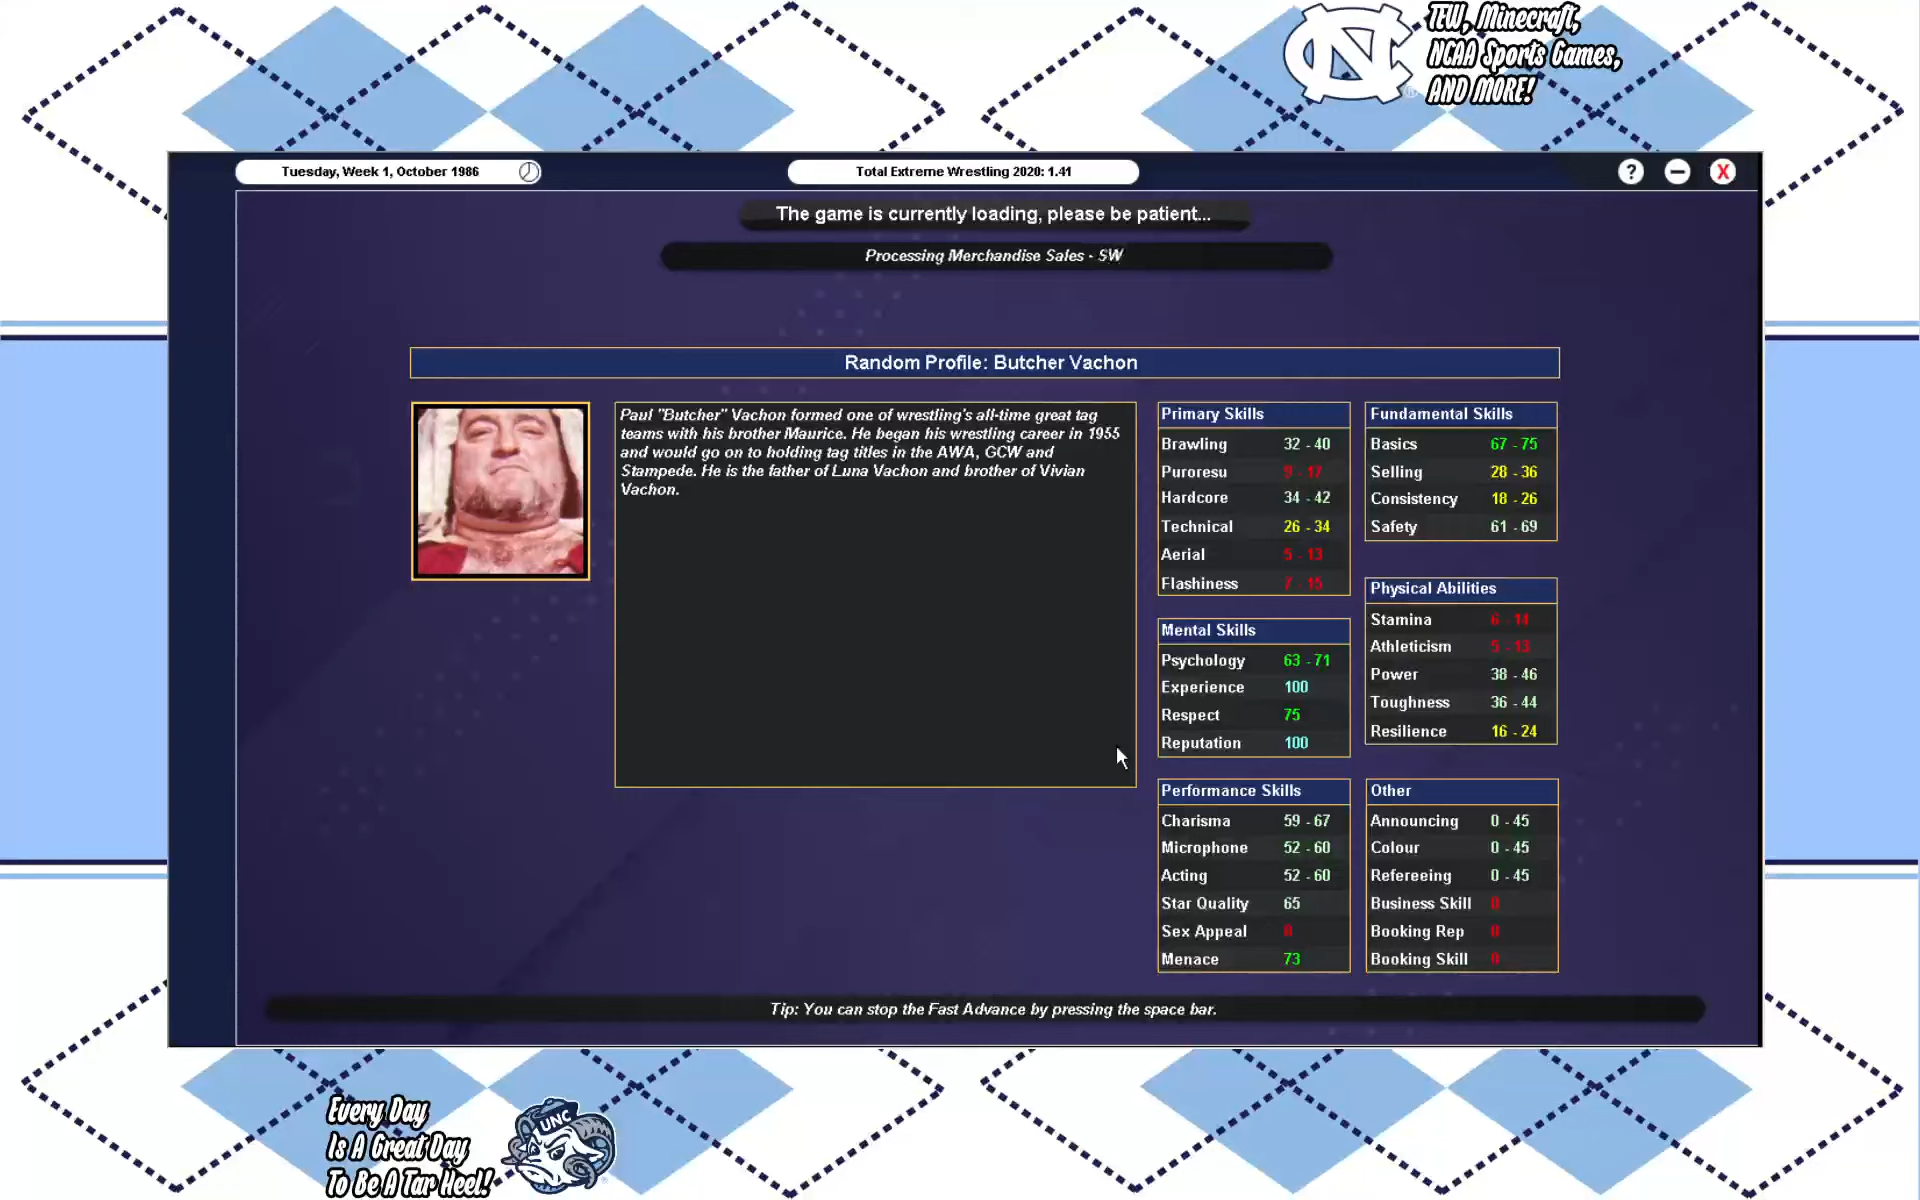 TEW, Minecraft,
NCAA Sports Games,
AND MORE!
NC
Tuesday, Week 1, October 1986
Total Extreme Wrestling 2020: 1.41
?
X
The game is currently loading, please be patient...
Processing Merchandise Sales - SW
Random Profile: Butcher Vachon
Paul "Butcher" Vachon formed one of wrestling's all-time great tag
teams with his brother Maurice. He began his wrestling career in 1955
and would go on to holding tag titles in the AWA, GCW and
Stampede. He is the father of Luna Vachon and brother of Vivian
Vachon.
Primary Skills
Brawling 32 - 40
Puroresu 9 - 17
Hardcore 34 - 42
Technical 26 - 34
Aerial 5 - 13
Flashiness 7 - 15
Mental Skills
Psychology 63 - 71
Experience 100
Respect 75
Reputation 100
Performance Skills
Charisma 59 - 67
Microphone 52 - 60
Acting 52 - 60
Star Quality 65
Sex Appeal 0
Menace 73
Fundamental Skills
Basics 67 - 75
Selling 28 - 36
Consistency 18 - 26
Safety 61 - 69
Physical Abilities
Stamina 6 - 14
Athleticism 5 - 13
Power 38 - 46
Toughness 36 - 44
Resilience 16 - 24
Other
Announcing 0 - 45
Colour 0 - 45
Refereeing 0 - 45
Business Skill 0
Booking Rep 0
Booking Skill 0
Tip: You can stop the Fast Advance by pressing the space bar.
Every Day
Is A Great Day
To Be A Tar Heel!
UNC